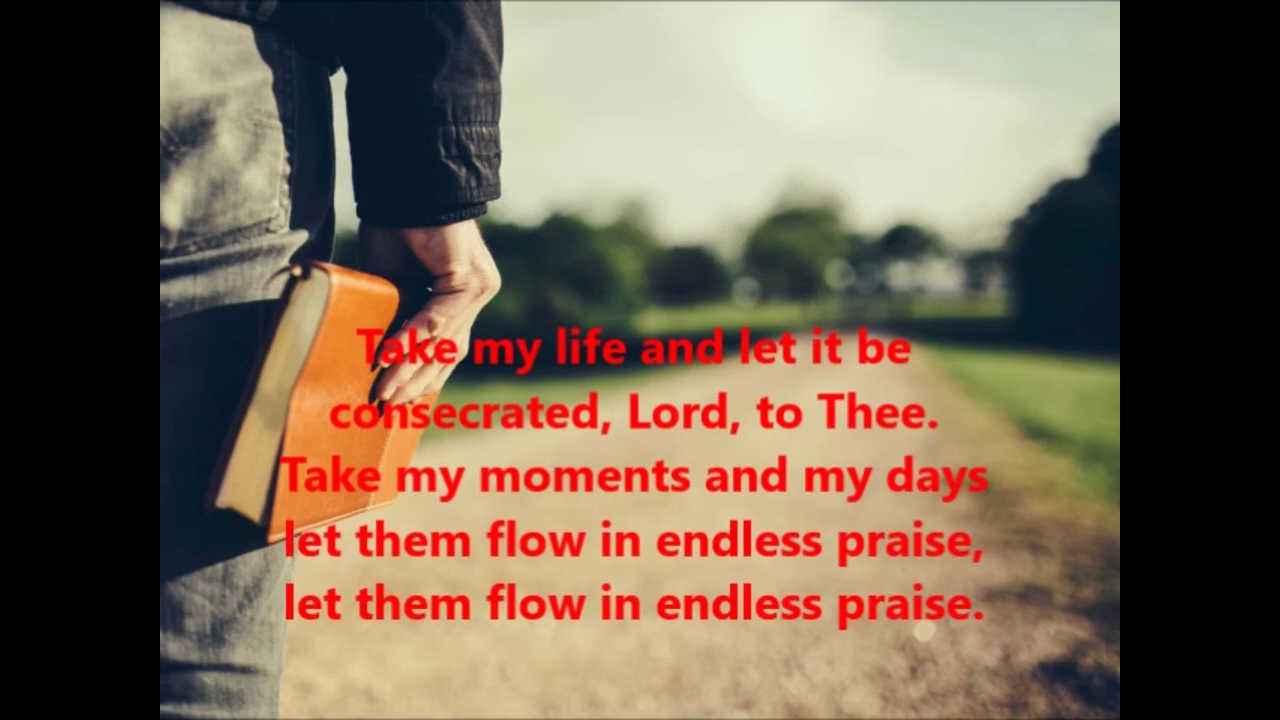 Take my life and let it be
consecrated, Lord, to Thee.
Take my moments and my days
let them flow in endless praise,
let them flow in endless praise.